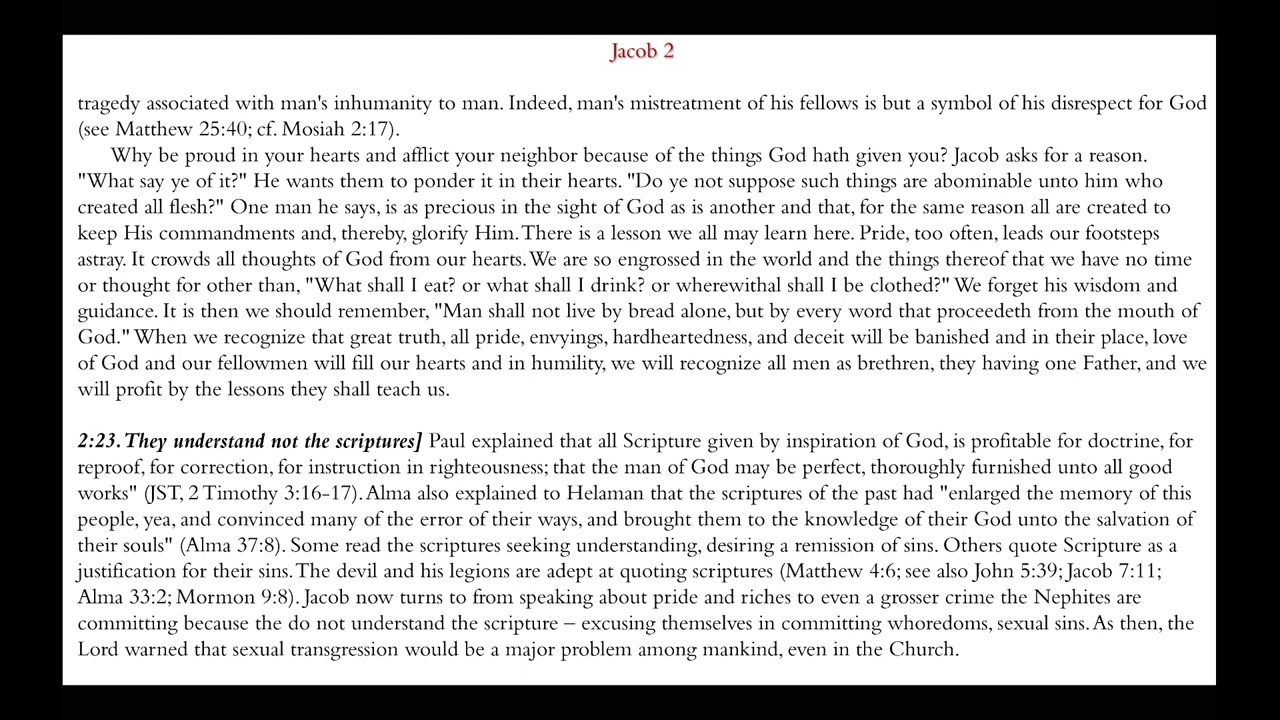 Jacob 2
tragedy associated with man's inhumanity to man. Indeed, man's mistreatment of his fellows is but a symbol of his disrespect for God
(see Matthew 25:40; cf. Mosiah 2:17).
Why be proud in your hearts and afflict your neighbor because of the things God hath given you? Jacob asks for a reason.
"What say ye of it?" He wants them to ponder it in their hearts. "Do ye not suppose such things are abominable unto him who
created all flesh?" One man he says, is as precious in the sight of God as is another and that, for the same reason all are created to
keep His commandments and, thereby, glorify Him. There is a lesson we all may learn here. Pride, too often, leads our footsteps
astray. It crowds all thoughts of God from our hearts. We are so engrossed in the world and the things thereof that we have no time
or thought for other than, "What shall I eat? or what shall I drink? or wherewithal shall I be clothed?" We forget his wisdom and
guidance. It is then we should remember, "Man shall not live by bread alone, but by every word that proceedeth from the mouth of
God." When we recognize that great truth, all pride, envyings, hardheartedness, and deceit will be banished and in their place, love
of God and our fellowmen will fill our hearts and in humility, we will recognize all men as brethren, they having one Father, and we
will profit by the lessons they shall teach us.
2:23. They understand not the scriptures] Paul explained that all Scripture given by inspiration of God, is profitable for doctrine, for
reproof, for correction, for instruction in righteousness; that the man of God may be perfect, thoroughly furnished unto all good
works" (JST, 2 Timothy 3:16-17). Alma also explained to Helaman that the scriptures of the past had "enlarged the memory of this
people, yea, and convinced many of the error of their ways, and brought them to the knowledge of their God unto the salvation of
their souls" (Alma 37:8). Some read the scriptures seeking understanding, desiring a remission of sins. Others quote Scripture as a
justification for their sins. The devil and his legions are adept at quoting scriptures (Matthew 4:6; see also John 5:39; Jacob 7:11;
Alma 33:2; Mormon 9:8). Jacob now turns to from speaking about pride and riches to even a grosser crime the Nephites are
committing because the do not understand the scripture – excusing themselves in committing whoredoms, sexual sins. As then, the
Lord warned that sexual transgression would be a major problem among mankind, even in the Church.